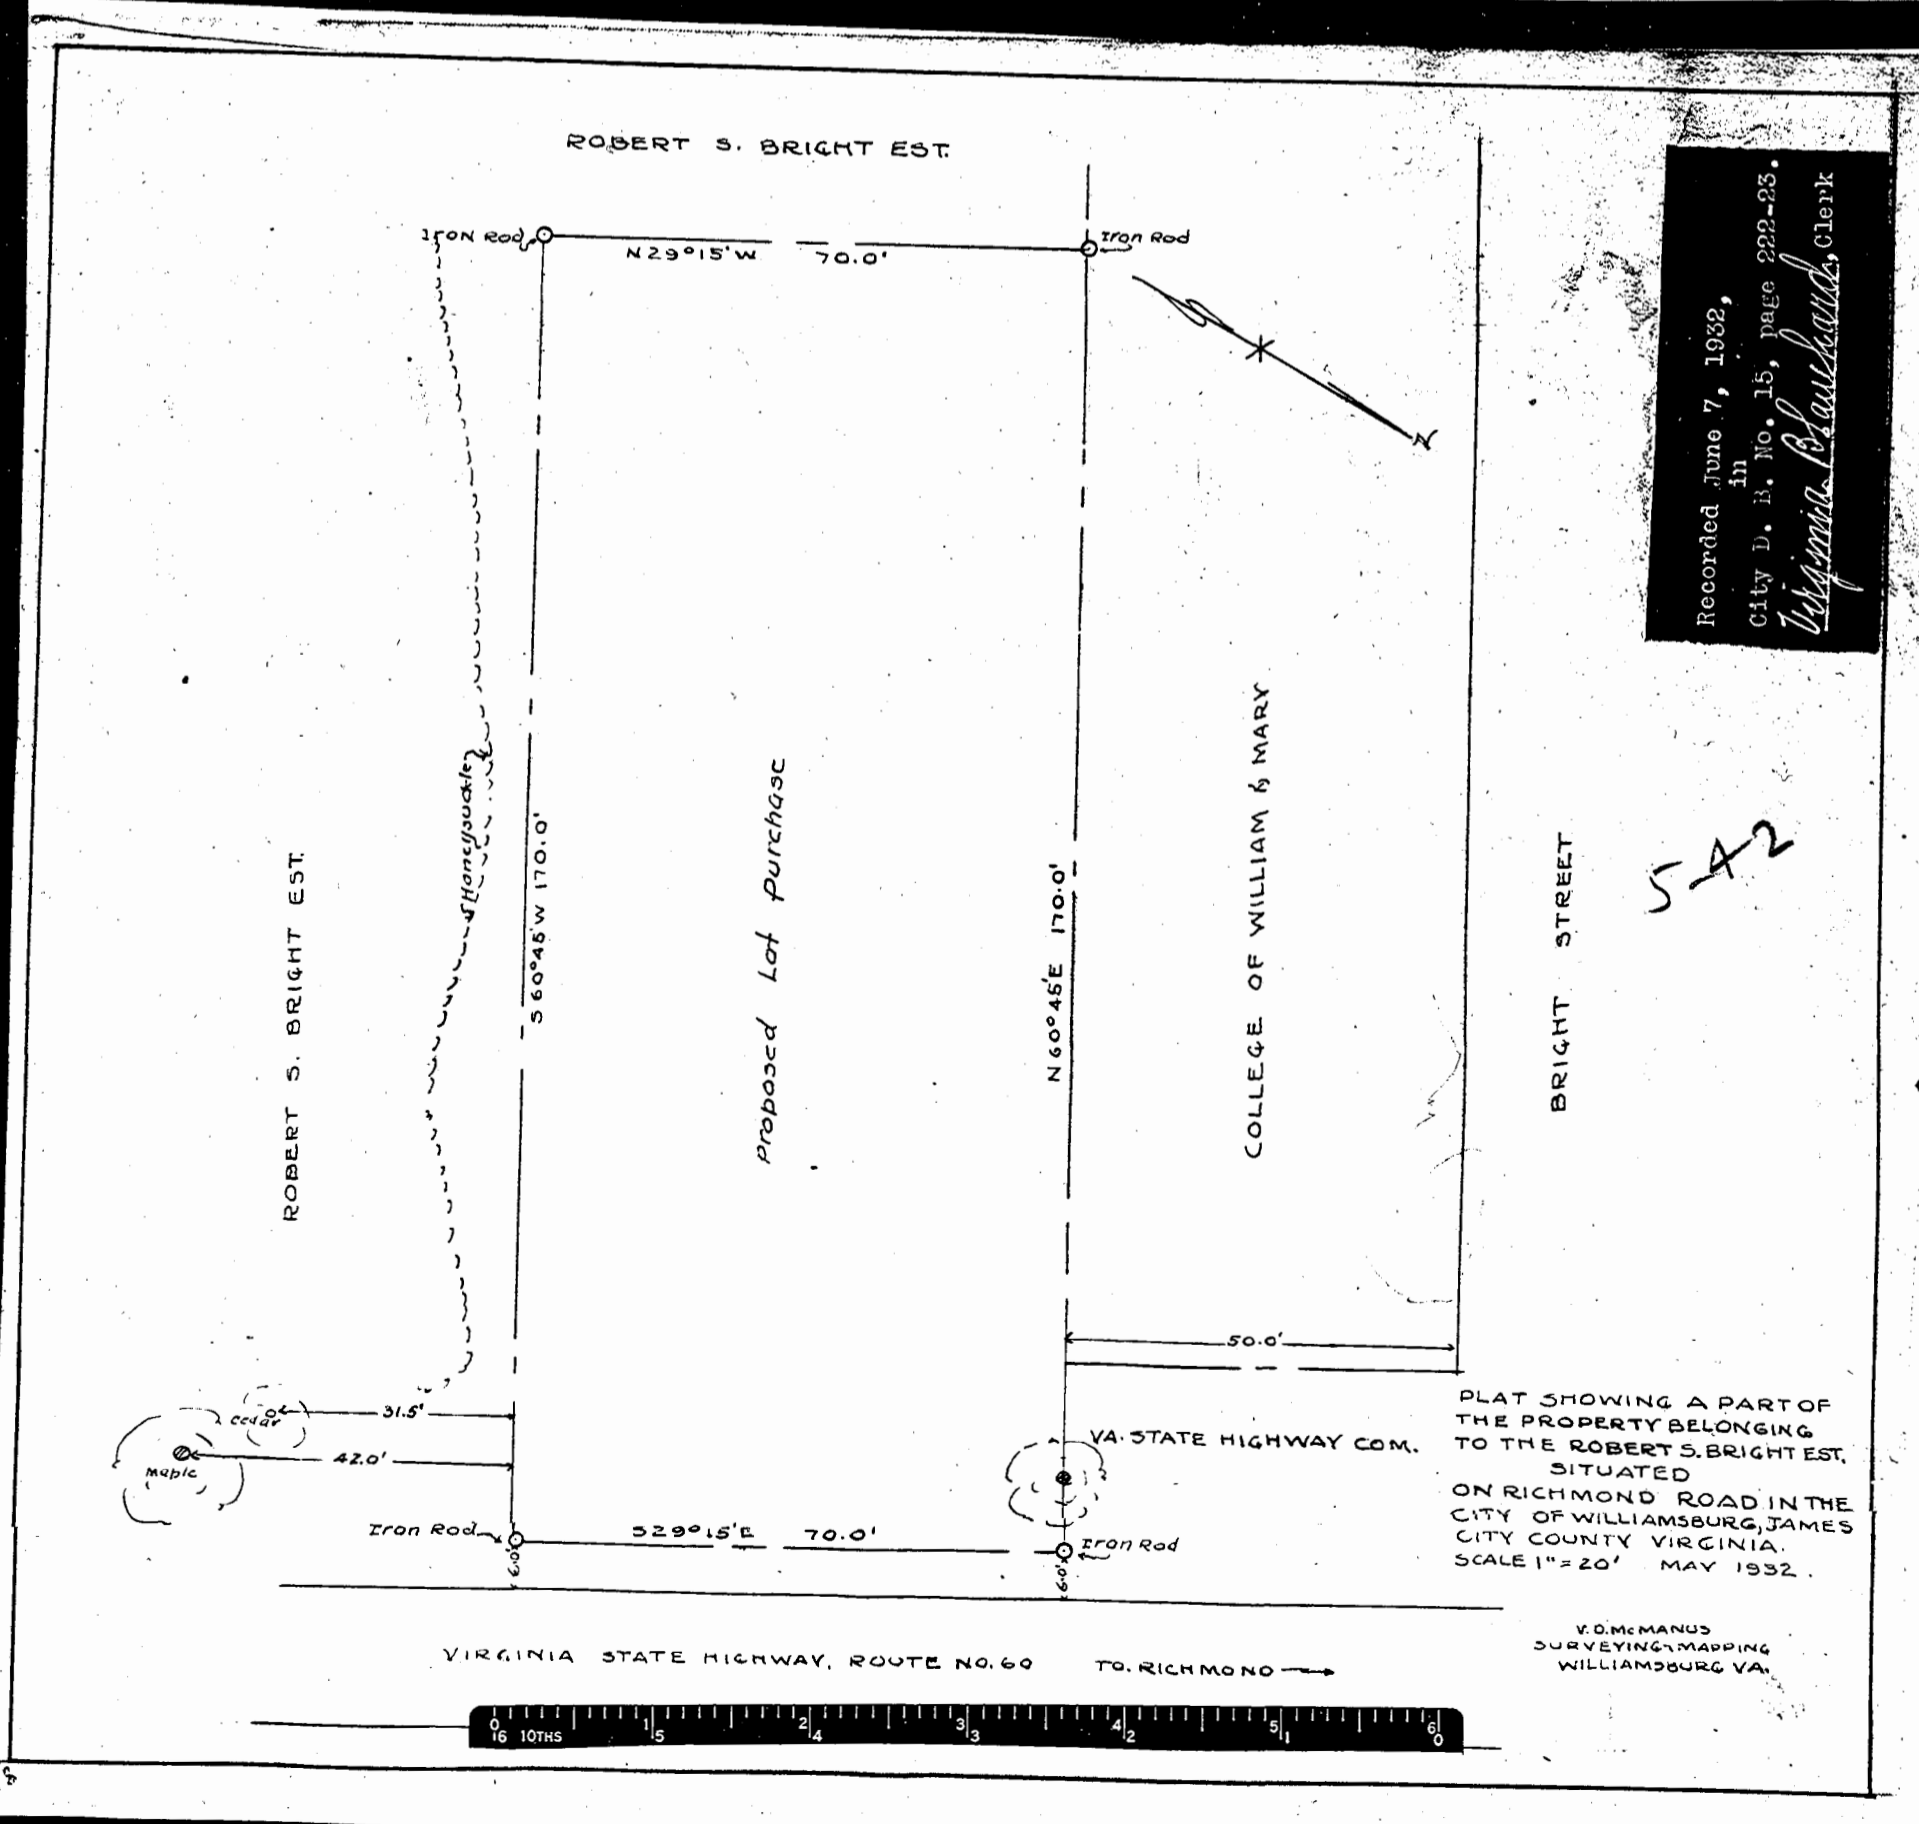 ROBERT S. BRIGHT EST.
Iron Rod
Iron Rod
N29°15'W 70.0'
Recorded June 7, 1932,
in
City D. B. No. 15, page 222-23.
Virginia Blanchard, Clerk
N
542
Honeysuckle
ROBERT S. BRIGHT EST.
S 60°45'W 170.0'
Proposed Lot Purchase
N 60°45'E 170.0'
COLLEGE OF WILLIAM & MARY
BRIGHT STREET
50.0'
Cedar
31.5'
Maple
42.0'
VA. STATE HIGHWAY COM.
Iron Rod
S29°15'E 70.0'
Iron Rod
6.0'
6.0'
PLAT SHOWING A PART OF
THE PROPERTY BELONGING
TO THE ROBERT S. BRIGHT EST.
SITUATED
ON RICHMOND ROAD IN THE
CITY OF WILLIAMSBURG, JAMES
CITY COUNTY VIRGINIA.
SCALE 1"=20' MAY 1932.
V.D. McMANUS
SURVEYING & MAPPING
WILLIAMSBURG VA.
VIRGINIA STATE HIGHWAY, ROUTE NO. 60 TO. RICHMOND
0 1 2 3 4 5 6
6 10THS 5 4 3 2 1 0